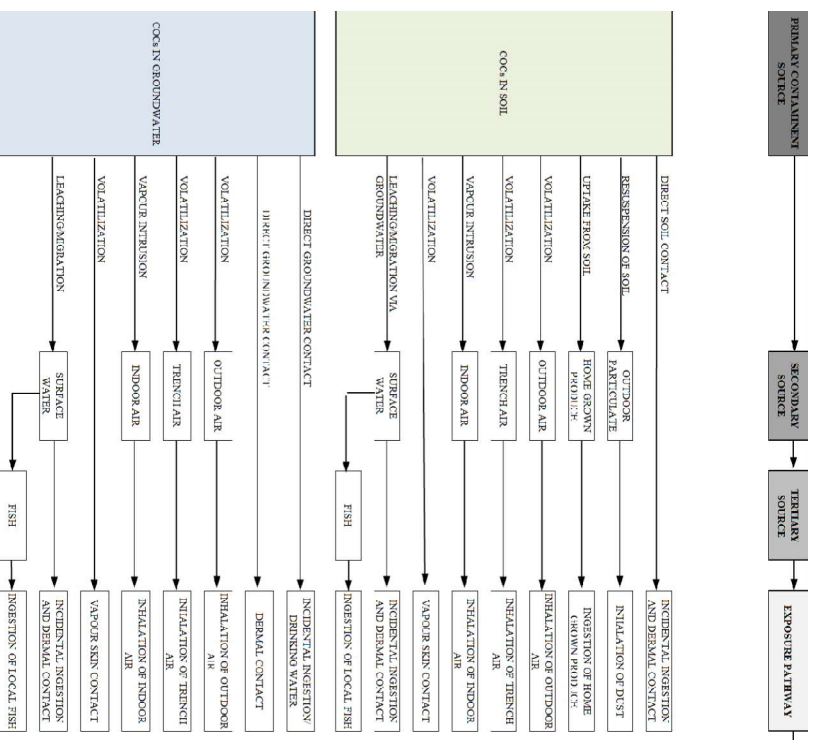 PRIMARY CONTAMINENT
SOURCE
SECONDARY
SOURCE
TERTIARY
SOURCE
EXPOSURE PATHWAY
COCs IN SOIL
DIRECT SOIL CONTACT
INCIDENTAL INGESTION
AND DERMAL CONTACT
RESUSPENSION OF SOIL
OUTDOOR
PARTICULATE
INHALATION OF DUST
UPTAKE FROM SOIL
HOME GROWN
PRODUCE
INGESTION OF HOME
GROWN PRODUCE
VOLATILIZATION
OUTDOOR AIR
INHALATION OF OUTDOOR
AIR
VOLATILIZATION
TRENCH AIR
INHALATION OF TRENCH
AIR
VAPOUR INTRUSION
INDOOR AIR
INHALATION OF INDOOR
AIR
VOLATILIZATION
VAPOUR SKIN CONTACT
LEACHING/MIGRATION VIA
GROUNDWATER
SURFACE
WATER
INCIDENTAL INGESTION
AND DERMAL CONTACT
FISH
INGESTION OF LOCAL FISH
COCs IN GROUNDWATER
DIRECT GROUNDWATER CONTACT
INCIDENTAL INGESTION/
DRINKING WATER
DIRECT GROUNDWATER CONTACT
DERMAL CONTACT
VOLATILIZATION
OUTDOOR AIR
INHALATION OF OUTDOOR
AIR
VOLATILIZATION
TRENCH AIR
INHALATION OF TRENCH
AIR
VAPOUR INTRUSION
INDOOR AIR
INHALATION OF INDOOR
AIR
VOLATILIZATION
VAPOUR SKIN CONTACT
LEACHING/MIGRATION
SURFACE
WATER
INCIDENTAL INGESTION
AND DERMAL CONTACT
FISH
INGESTION OF LOCAL FISH